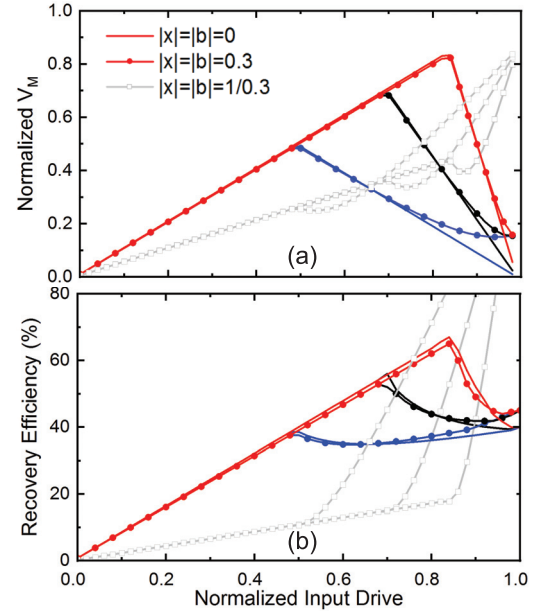 1.0
0.8
0.6
0.4
0.2
0.0
Normalized V_M
|x|=|b|=0
|x|=|b|=0.3
|x|=|b|=1/0.3
(a)
80
60
40
20
0
Recovery Efficiency (%)
(b)
0.0 0.2 0.4 0.6 0.8 1.0
Normalized Input Drive